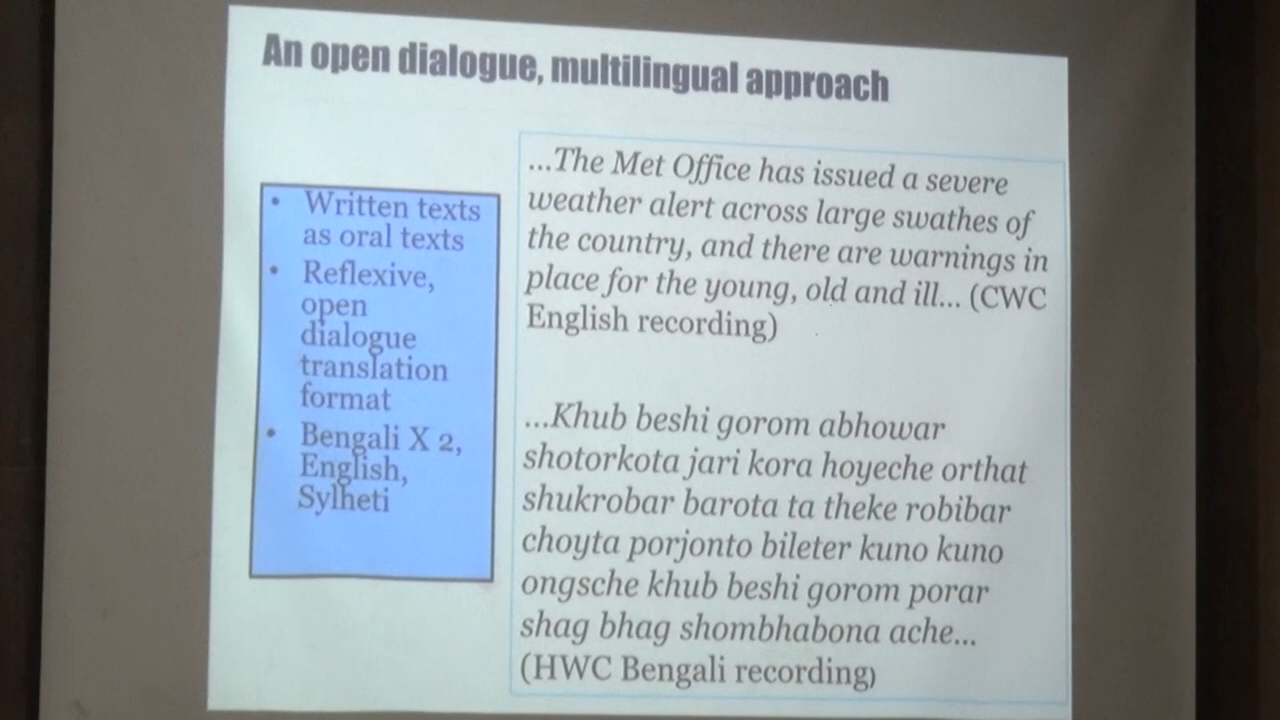 An open dialogue, multilingual approach
• Written texts
as oral texts
• Reflexive,
open
dialogue
translation
format
• Bengali X 2,
English,
Sylheti
...The Met Office has issued a severe
weather alert across large swathes of
the country, and there are warnings in
place for the young, old and ill... (CWC
English recording)
...Khub beshi gorom abhowar
shotorkota jari kora hoyeche orthat
shukrobar barota ta theke robibar
choyta porjonto bileter kuno kuno
ongsche khub beshi gorom porar
shag bhag shombhabona ache...
(HWC Bengali recording)